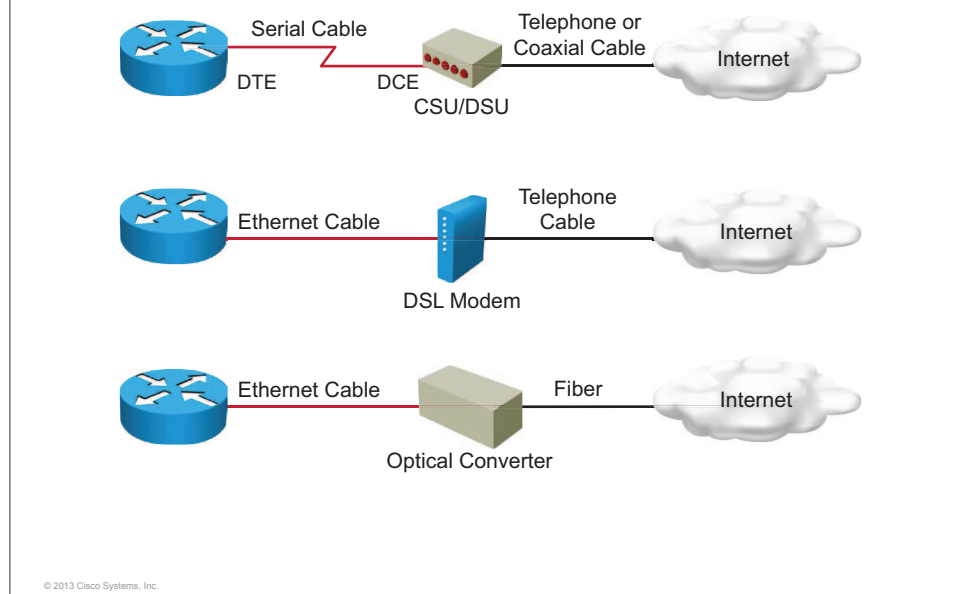 Serial Cable
Telephone or
Coaxial Cable
Internet
DTE
DCE
CSU/DSU
Ethernet Cable
Telephone
Cable
Internet
DSL Modem
Ethernet Cable
Fiber
Internet
Optical Converter
© 2013 Cisco Systems, Inc.